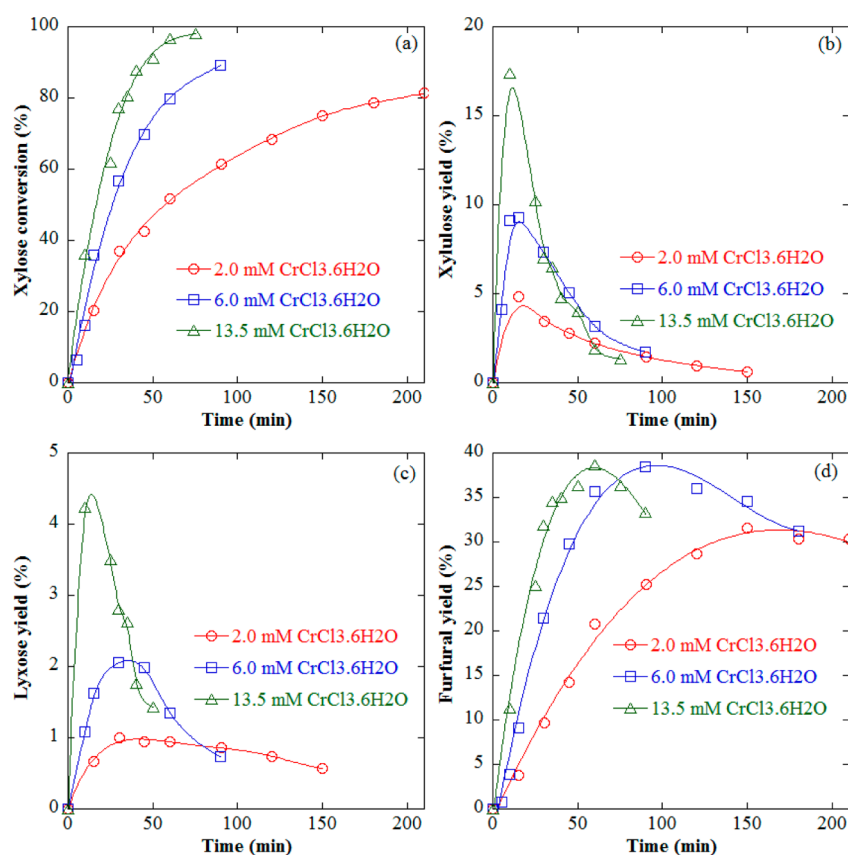 100
80
60
40
20
0
Xylose conversion (%)
(a)
2.0 mM CrCl3.6H2O
6.0 mM CrCl3.6H2O
13.5 mM CrCl3.6H2O
0 50 100 150 200
Time (min)
20
15
10
5
0
Xylulose yield (%)
(b)
2.0 mM CrCl3.6H2O
6.0 mM CrCl3.6H2O
13.5 mM CrCl3.6H2O
0 50 100 150 200
Time (min)
5
4
3
2
1
0
Lyxose yield (%)
(c)
2.0 mM CrCl3.6H2O
6.0 mM CrCl3.6H2O
13.5 mM CrCl3.6H2O
0 50 100 150 200
Time (min)
40
35
30
25
20
15
10
5
0
Furfural yield (%)
(d)
2.0 mM CrCl3.6H2O
6.0 mM CrCl3.6H2O
13.5 mM CrCl3.6H2O
0 50 100 150 200
Time (min)